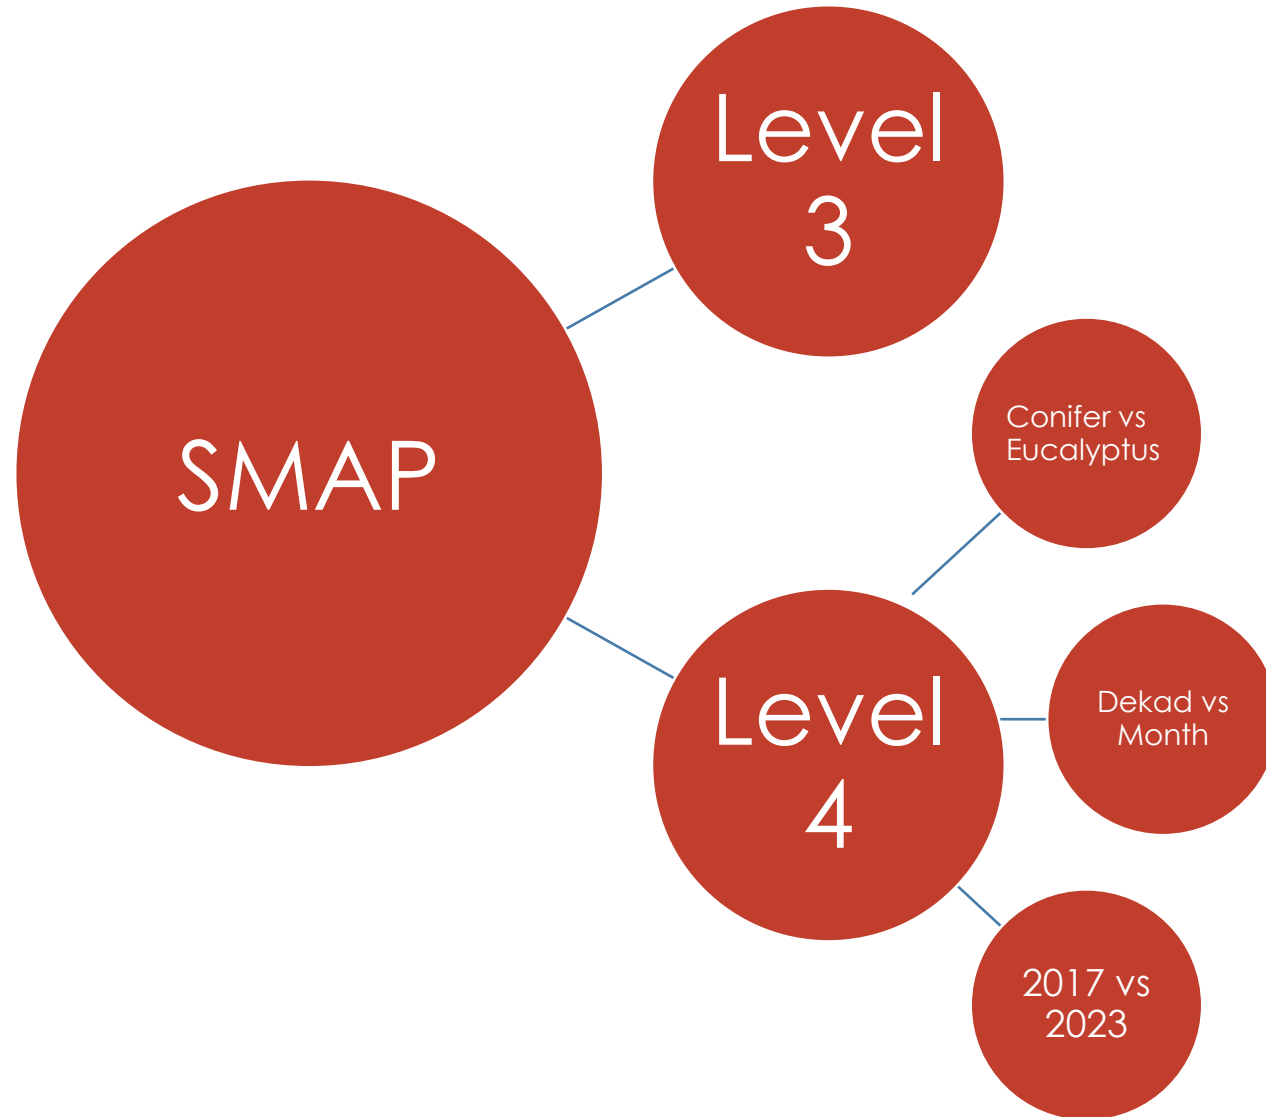 SMAP
Level
3
Level
4
Conifer vs
Eucalyptus
Dekad vs
Month
2017 vs
2023